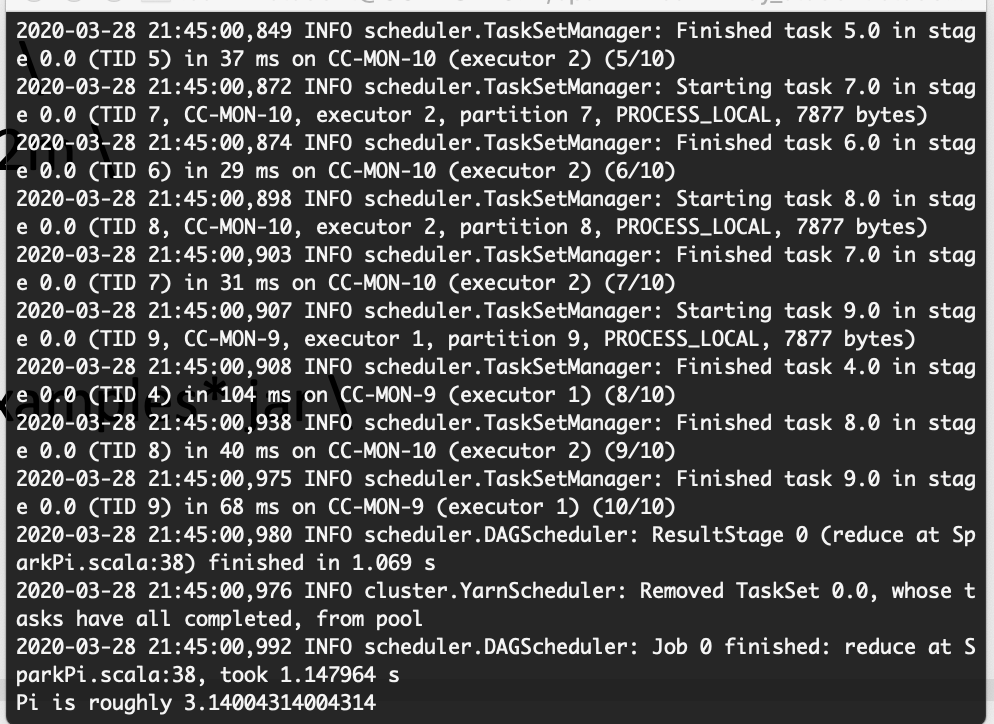 2020-03-28 21:45:00,849 INFO scheduler.TaskSetManager: Finished task 5.0 in stag
e 0.0 (TID 5) in 37 ms on CC-MON-10 (executor 2) (5/10)
2020-03-28 21:45:00,872 INFO scheduler.TaskSetManager: Starting task 7.0 in stag
e 0.0 (TID 7, CC-MON-10, executor 2, partition 7, PROCESS_LOCAL, 7877 bytes)
2020-03-28 21:45:00,874 INFO scheduler.TaskSetManager: Finished task 6.0 in stag
e 0.0 (TID 6) in 29 ms on CC-MON-10 (executor 2) (6/10)
2020-03-28 21:45:00,898 INFO scheduler.TaskSetManager: Starting task 8.0 in stag
e 0.0 (TID 8, CC-MON-10, executor 2, partition 8, PROCESS_LOCAL, 7877 bytes)
2020-03-28 21:45:00,903 INFO scheduler.TaskSetManager: Finished task 7.0 in stag
e 0.0 (TID 7) in 31 ms on CC-MON-10 (executor 2) (7/10)
2020-03-28 21:45:00,907 INFO scheduler.TaskSetManager: Starting task 9.0 in stag
e 0.0 (TID 9, CC-MON-9, executor 1, partition 9, PROCESS_LOCAL, 7877 bytes)
2020-03-28 21:45:00,908 INFO scheduler.TaskSetManager: Finished task 4.0 in stag
e 0.0 (TID 4) in 104 ms on CC-MON-9 (executor 1) (8/10)
2020-03-28 21:45:00,938 INFO scheduler.TaskSetManager: Finished task 8.0 in stag
e 0.0 (TID 8) in 40 ms on CC-MON-10 (executor 2) (9/10)
2020-03-28 21:45:00,975 INFO scheduler.TaskSetManager: Finished task 9.0 in stag
e 0.0 (TID 9) in 68 ms on CC-MON-9 (executor 1) (10/10)
2020-03-28 21:45:00,980 INFO scheduler.DAGScheduler: ResultStage 0 (reduce at Sp
arkPi.scala:38) finished in 1.069 s
2020-03-28 21:45:00,976 INFO cluster.YarnScheduler: Removed TaskSet 0.0, whose t
asks have all completed, from pool
2020-03-28 21:45:00,992 INFO scheduler.DAGScheduler: Job 0 finished: reduce at S
parkPi.scala:38, took 1.147964 s
Pi is roughly 3.14004314004314